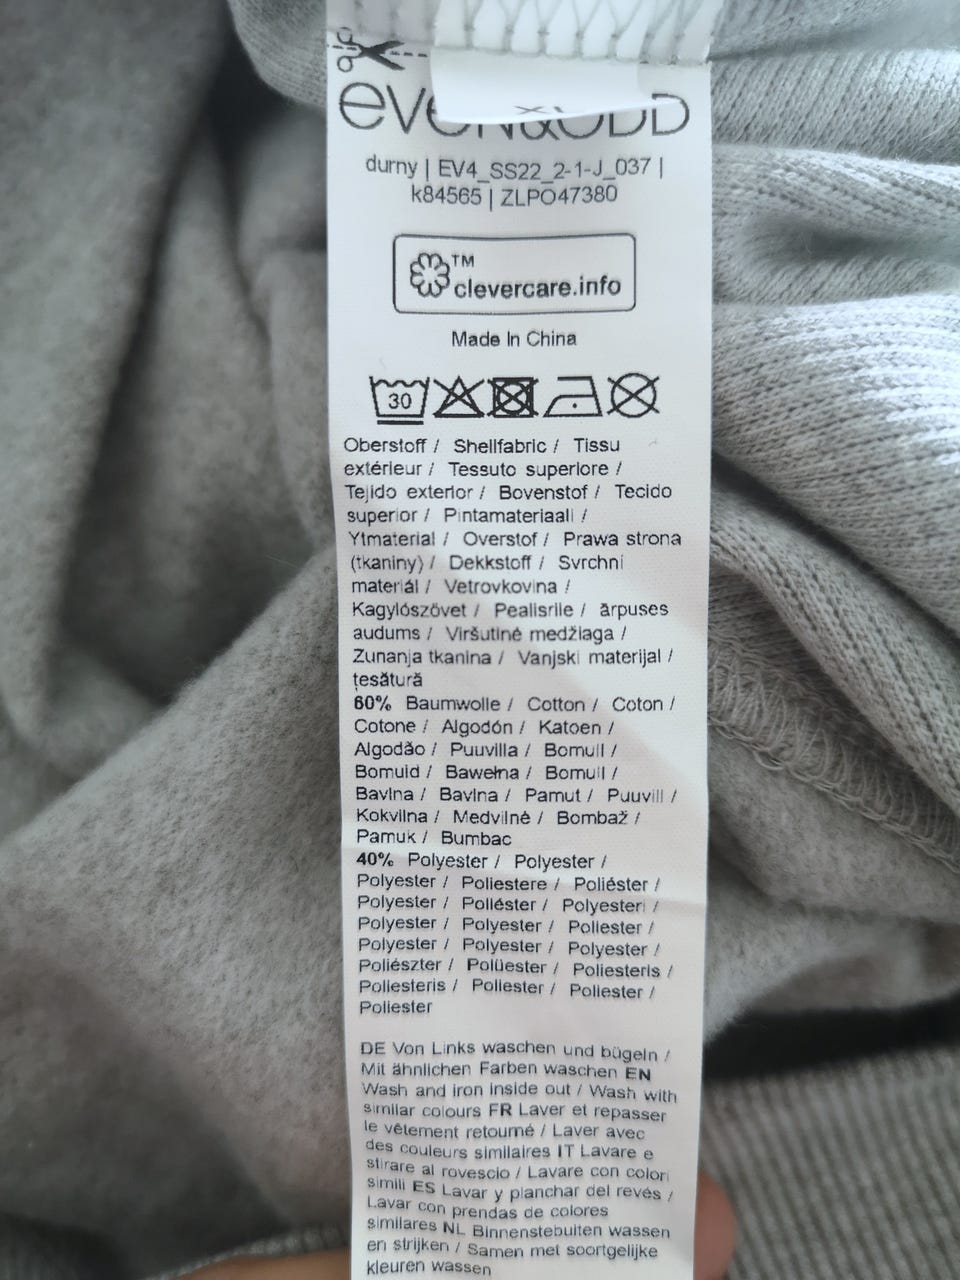 EVEN&ODD
durny | EV4_SS22_2-1-J_037 |
k84565 | ZLPO47380
TM
clevercare.info
Made In China
30
Oberstoff / Shellfabric / Tissu
extérieur / Tessuto superiore /
Tejido exterior / Bovenstof / Tecido
superior / Pintamateriaali /
Ytmaterial / Overstof / Prawa strona
(tkaniny) / Dekkstoff / Svrchní
materiál / Vetrovkovina /
Kagylószövet / Pealisriie / ārpuses
audums / Viršutinė medžiaga /
Zunanja tkanina / Vanjski materijal /
țesătură
60% Baumwolle / Cotton / Coton /
Cotone / Algodón / Katoen /
Algodão / Puuvilla / Bomull /
Bomuld / Bawełna / Bomull /
Bavlna / Bavlna / Pamut / Puuvill /
Kokvilna / Medvilnė / Bombaž /
Pamuk / Bumbac
40% Polyester / Polyester /
Polyester / Poliestere / Poliéster /
Polyester / Poliéster / Polyesteri /
Polyester / Polyester / Poliester /
Polyester / Polyester / Polyester /
Poliészter / Polüester / Poliesteris /
Poliesteris / Poliester / Poliester /
Poliester
DE Von Links waschen und bügeln /
Mit ähnlichen Farben waschen EN
Wash and iron inside out / Wash with
similar colours FR Laver et repasser
le vêtement retourné / Laver avec
des couleurs similaires IT Lavare e
stirare al rovescio / Lavare con colori
simili ES Lavar y planchar del revés /
Lavar con prendas de colores
similares NL Binnenstebuiten wassen
en strijken / Samen met soortgelijke
kleuren wassen